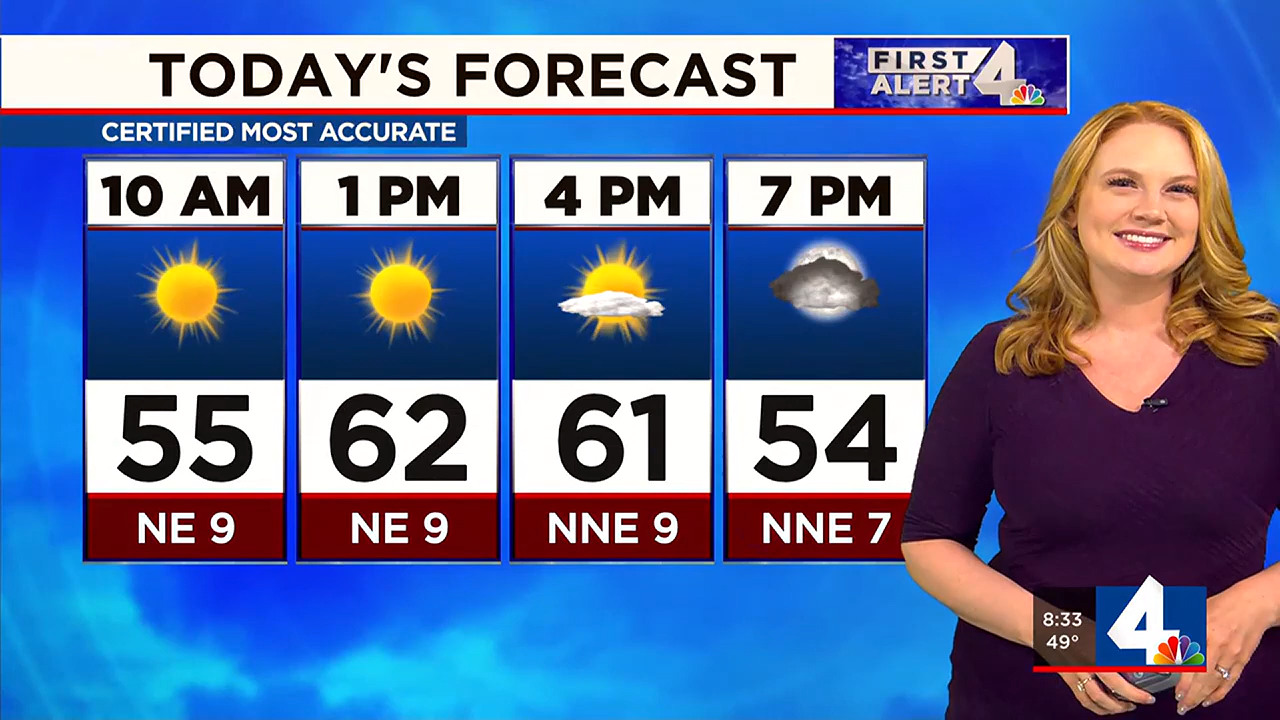 TODAY'S FORECAST
FIRST
ALERT 4
CERTIFIED MOST ACCURATE
10 AM 1 PM 4 PM 7 PM
55 62 61 54
NE 9 NE 9 NNE 9 NNE 7
8:33
49°
4